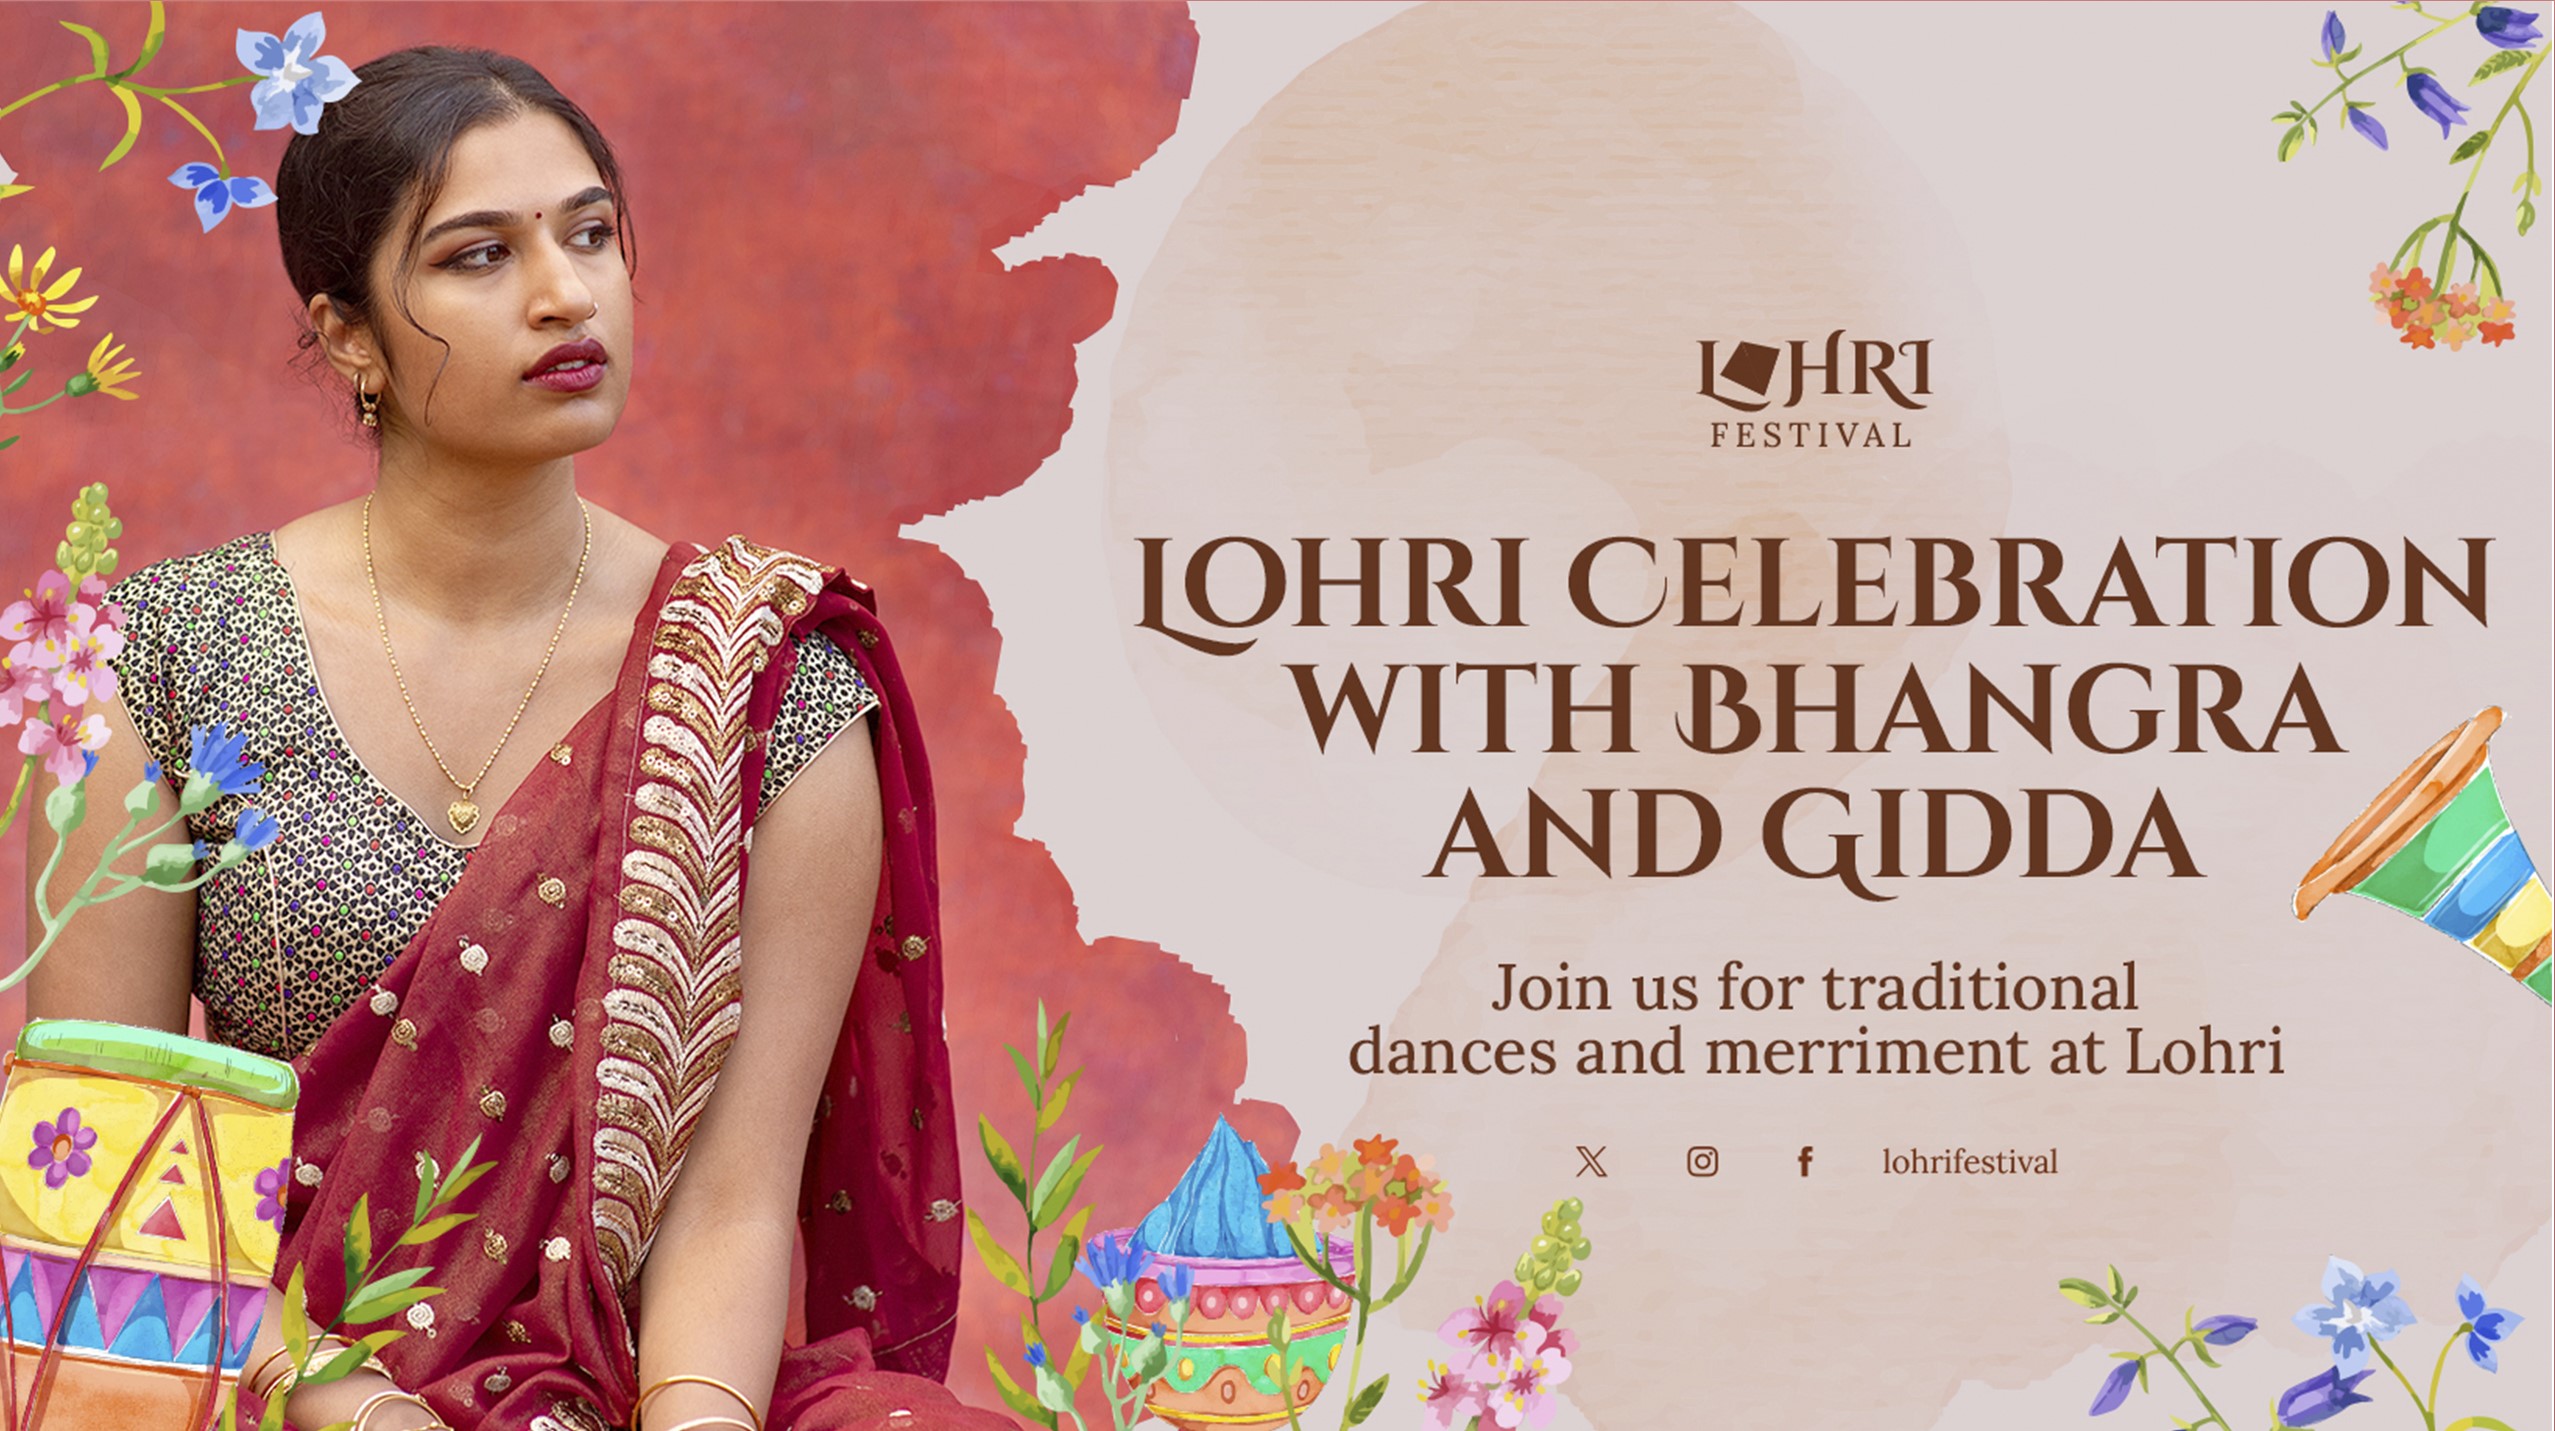 LOHRI
FESTIVAL
LOHRI CELEBRATION
WITH BHANGRA
AND GIDDA
Join us for traditional
dances and merriment at Lohri
lohrifestival